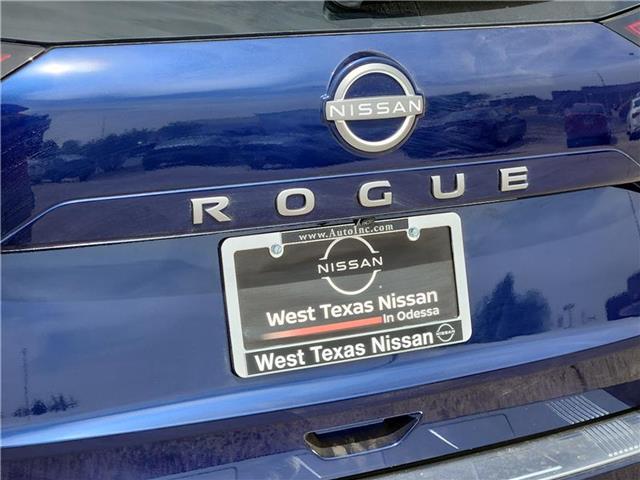 NISSAN
ROGUE
www.AutoInc.com
NISSAN
West Texas Nissan
In Odessa
West Texas Nissan